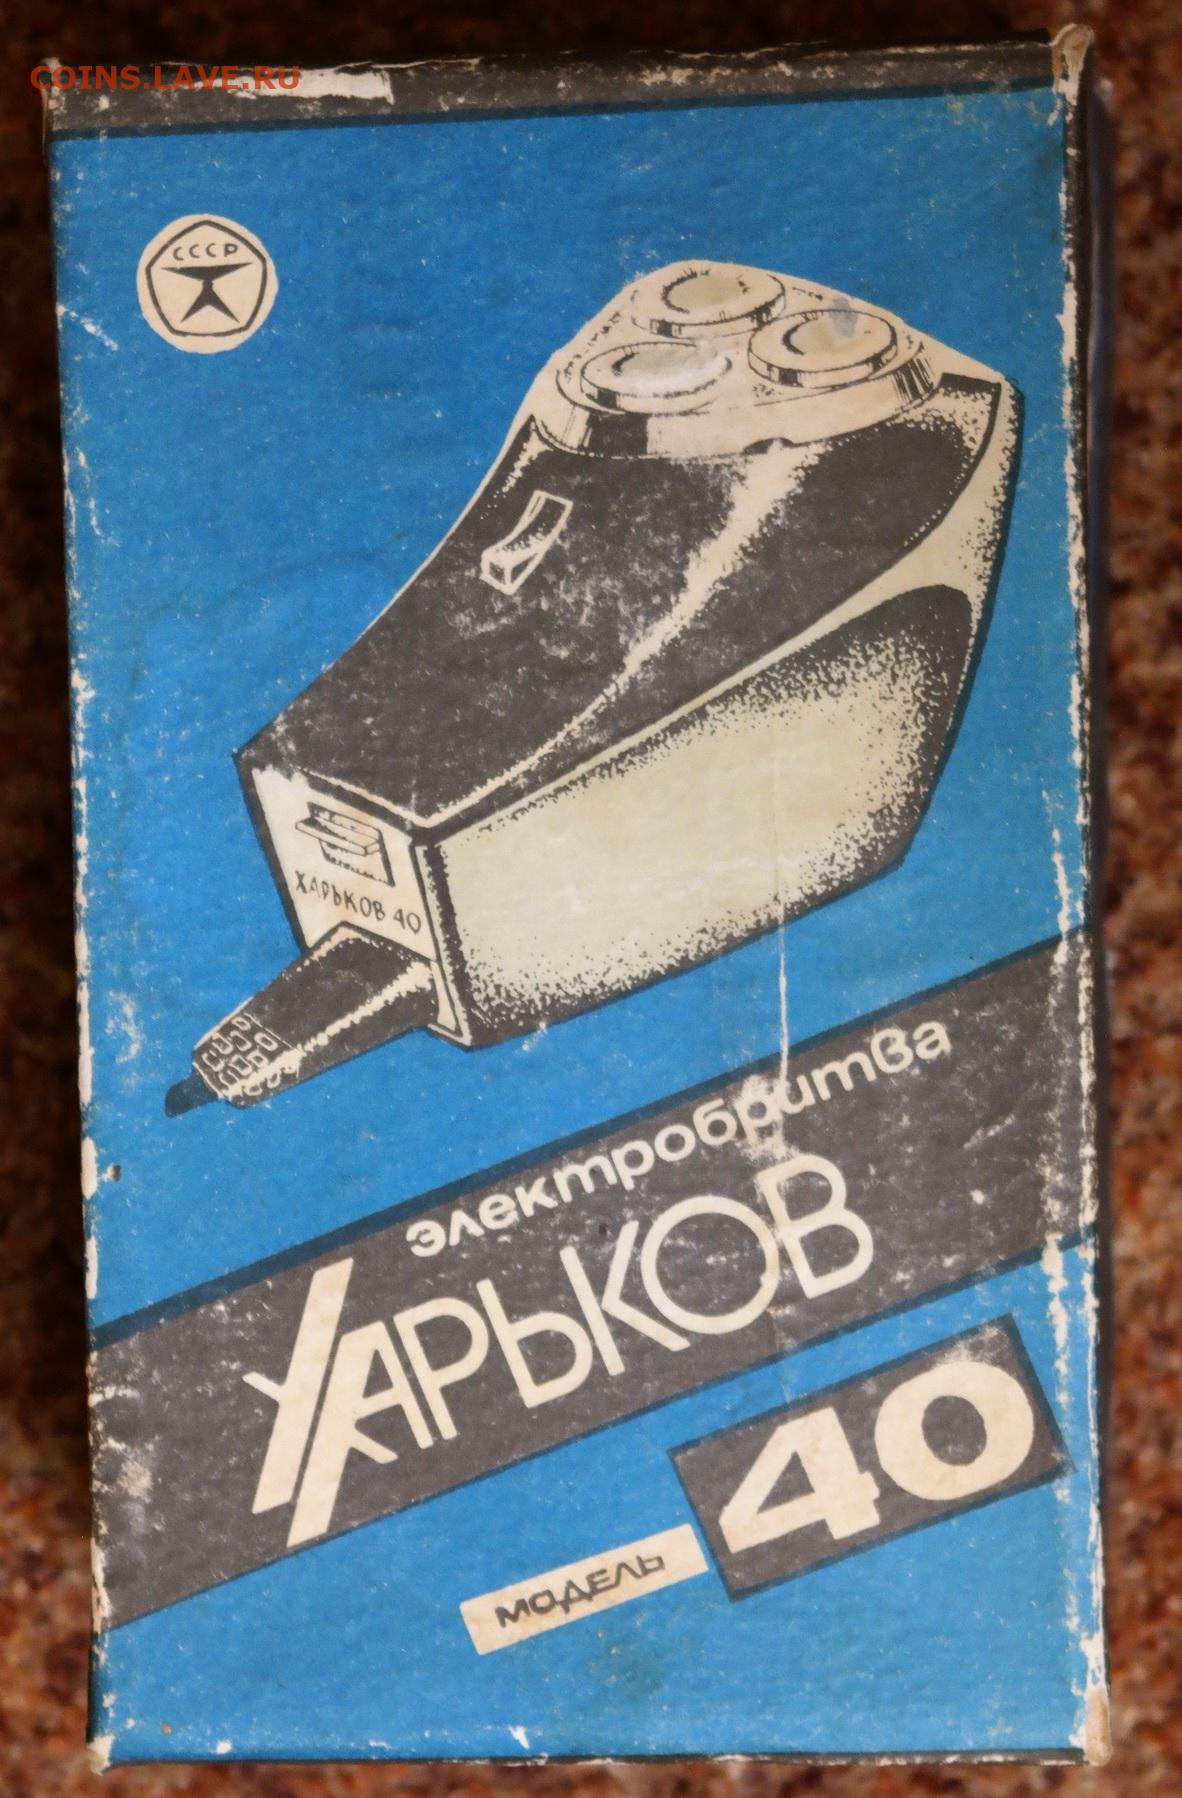 COINS.LAVE.RU
СССР
ХАРЬКОВ 40
электробритва
ХАРЬКОВ
МОДЕЛЬ
40